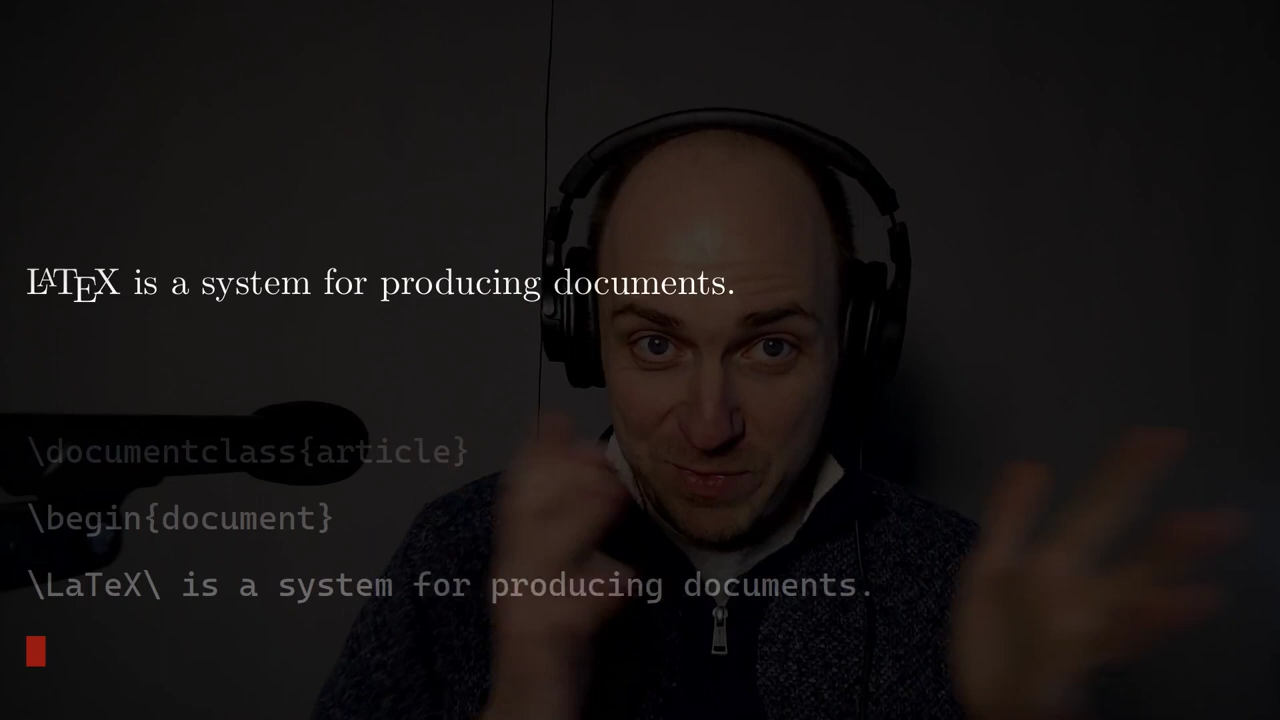 LaTeX is a system for producing documents.
\documentclass{article}
\begin{document}
\LaTeX\ is a system for producing documents.